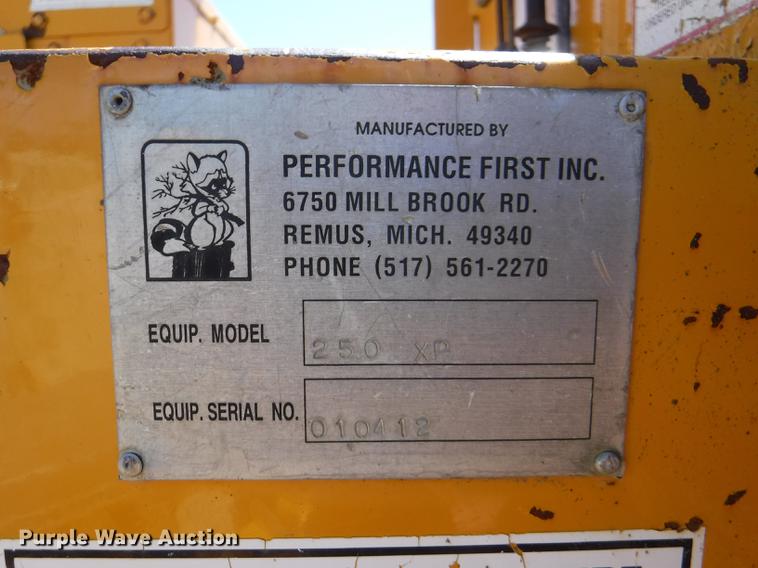 MANUFACTURED BY
PERFORMANCE FIRST INC.
6750 MILL BROOK RD.
REMUS, MICH. 49340
PHONE (517) 561-2270
EQUIP. MODEL 250 XP
EQUIP. SERIAL NO. 010412
Purple Wave Auction